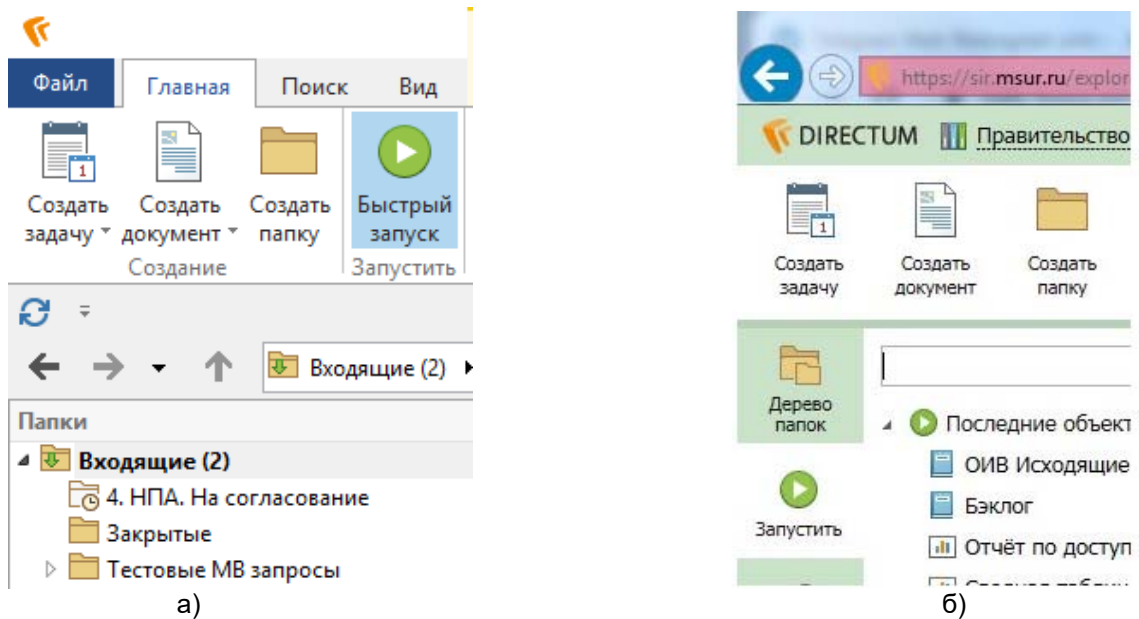 Файл Главная Поиск Вид
Создать задачу
Создать документ
Создать папку
Быстрый запуск
Создание
Запустить
Входящие (2)
Папки
Входящие (2)
4. НПА. На согласование
Закрытые
Тестовые МВ запросы
а)
https://sir.msur.ru/explor
DIRECTUM Правительство
Создать задачу
Создать документ
Создать папку
Дерево папок
Последние объект
ОИВ Исходящие
Бэклог
Запустить
Отчёт по доступ
б)